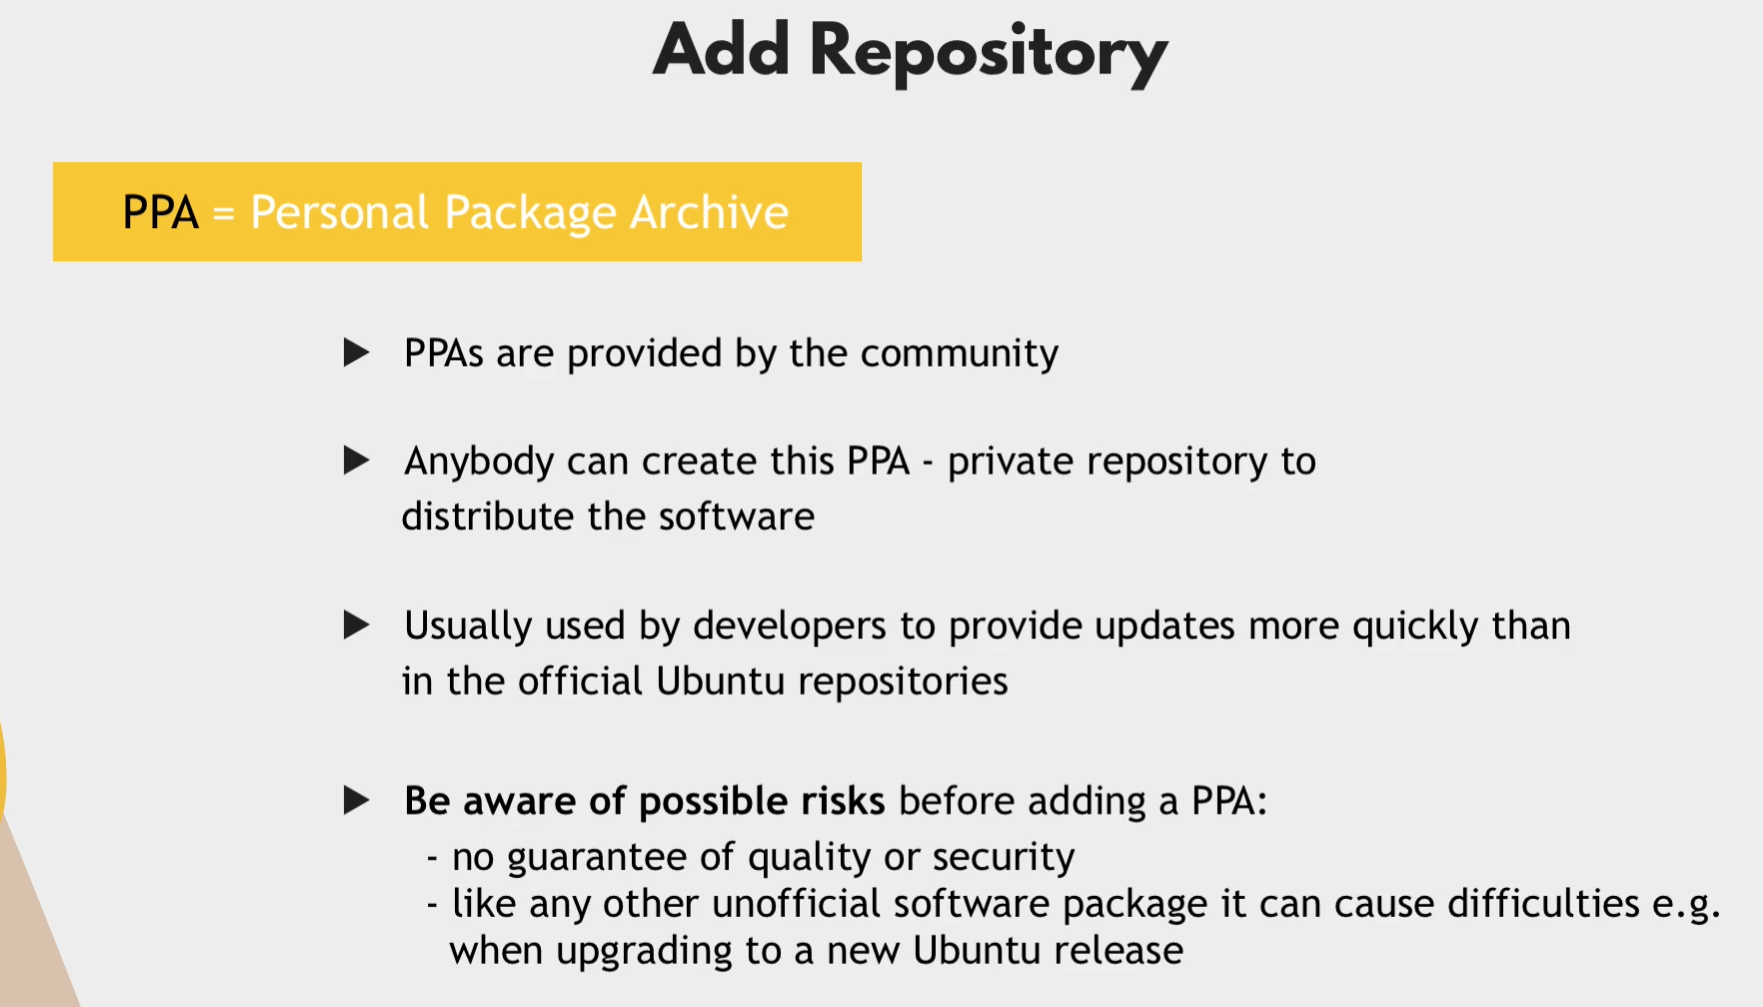 Add Repository
PPA = Personal Package Archive
▶ PPAs are provided by the community
▶ Anybody can create this PPA - private repository to
distribute the software
▶ Usually used by developers to provide updates more quickly than
in the official Ubuntu repositories
▶ Be aware of possible risks before adding a PPA:
- no guarantee of quality or security
- like any other unofficial software package it can cause difficulties e.g.
when upgrading to a new Ubuntu release